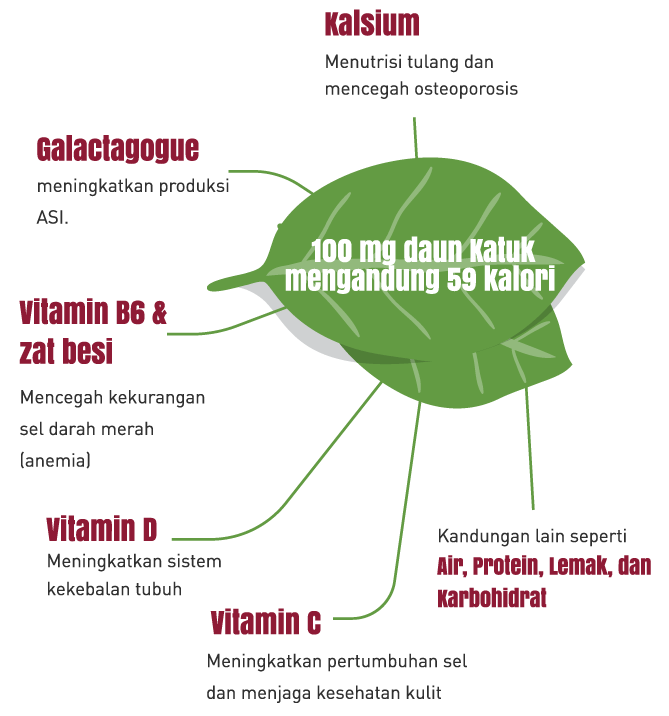 Kalsium
Menutrisi tulang dan
mencegah osteoporosis
Galactagogue
meningkatkan produksi
ASI.
100 mg daun Katuk
mengandung 59 kalori
Vitamin B6 &
zat besi
Mencegah kekurangan
sel darah merah
(anemia)
Vitamin D
Meningkatkan sistem
kekebalan tubuh
Vitamin C
Meningkatkan pertumbuhan sel
dan menjaga kesehatan kulit
Kandungan lain seperti
Air, Protein, Lemak, dan
Karbohidrat